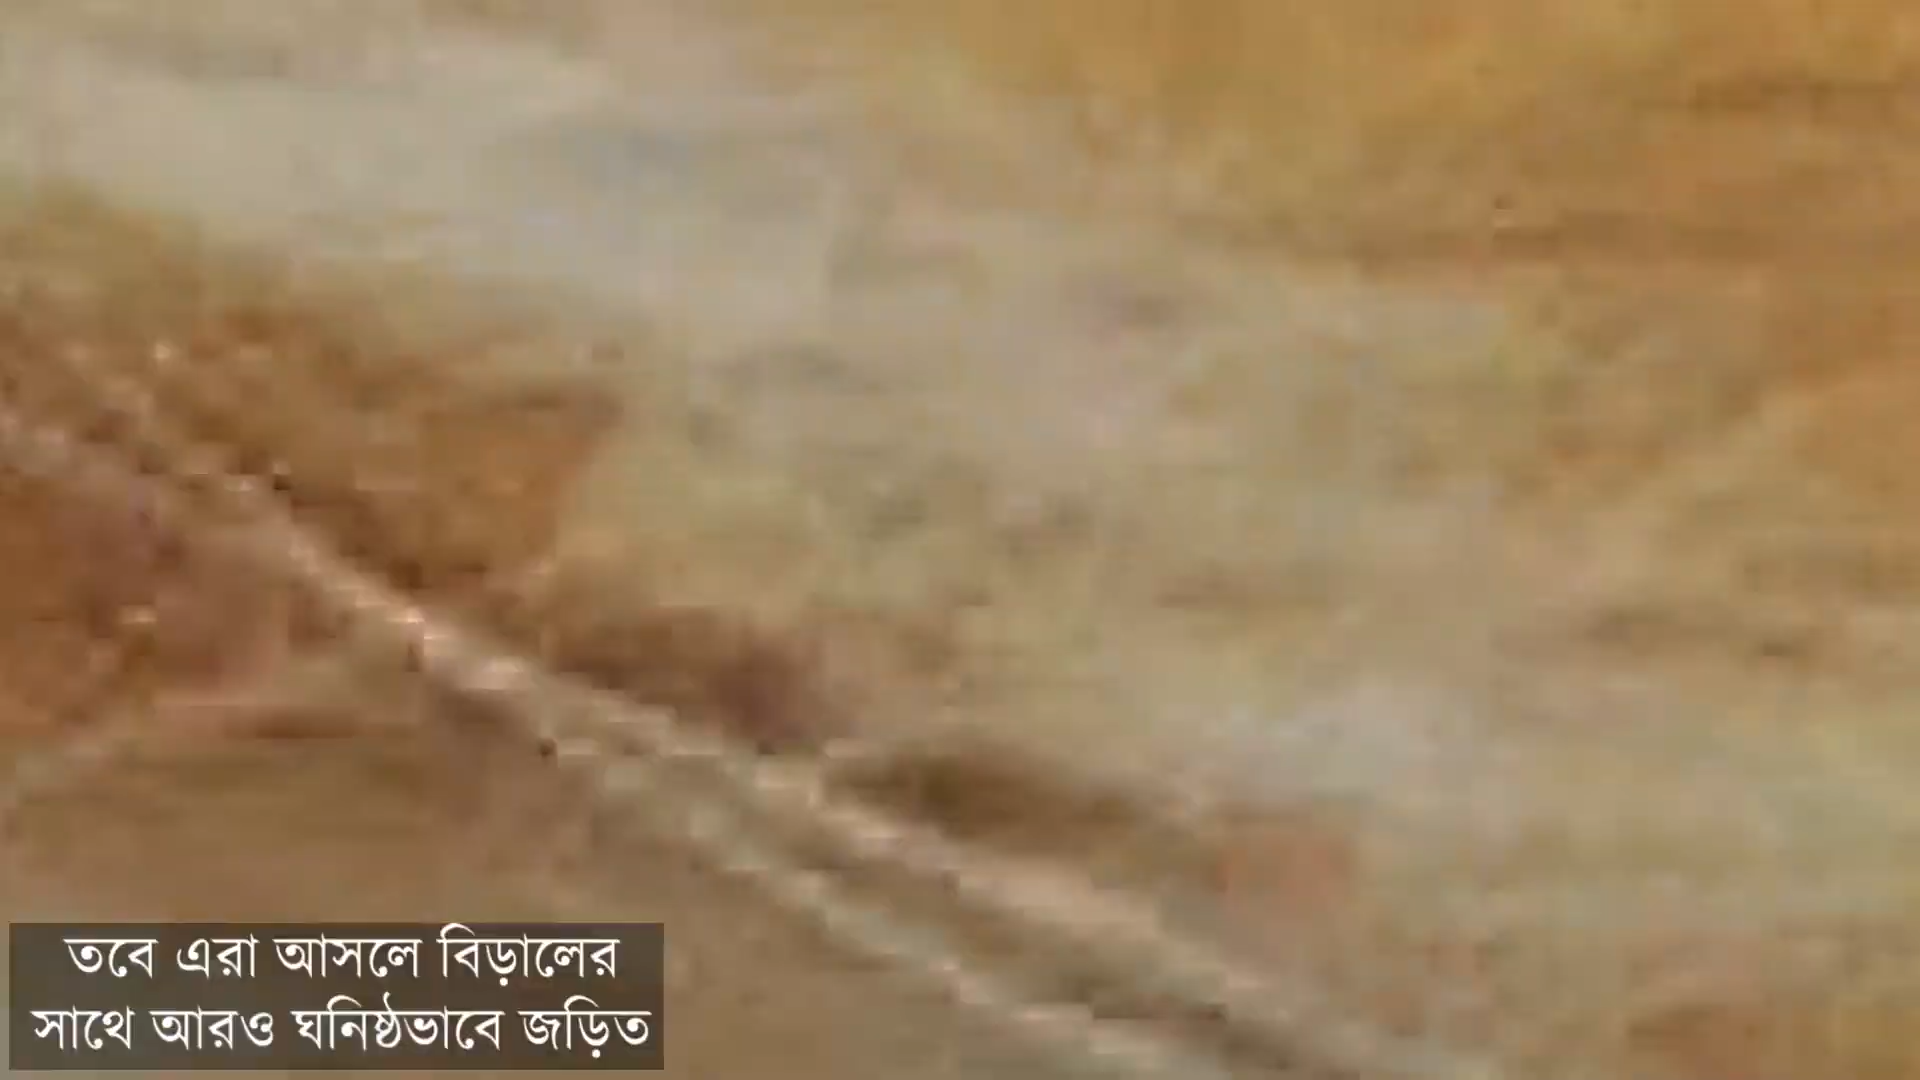 তবে এরা আসলে বিড়ালের
সাথে আরও ঘনিষ্ঠভাবে জড়িত